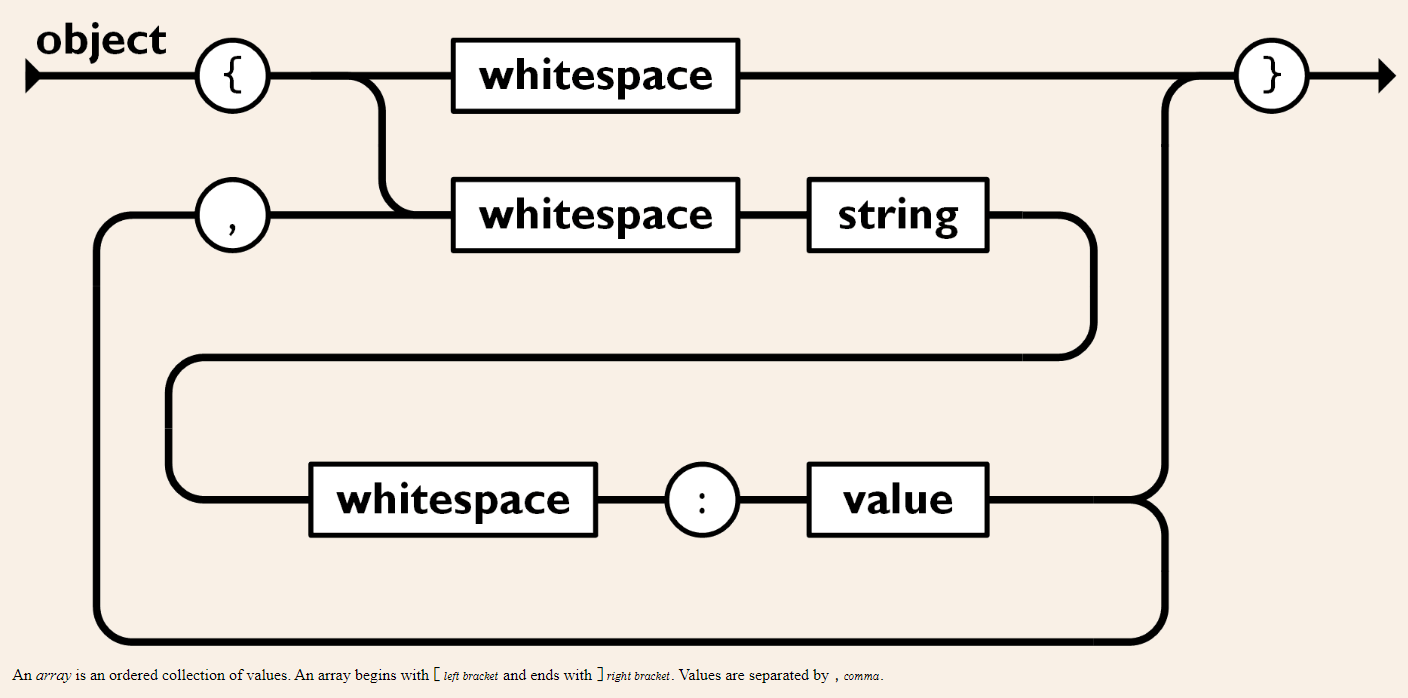 object
{ whitespace }
, whitespace string
whitespace : value
An array is an ordered collection of values. An array begins with [ left bracket and ends with ] right bracket. Values are separated by , comma.